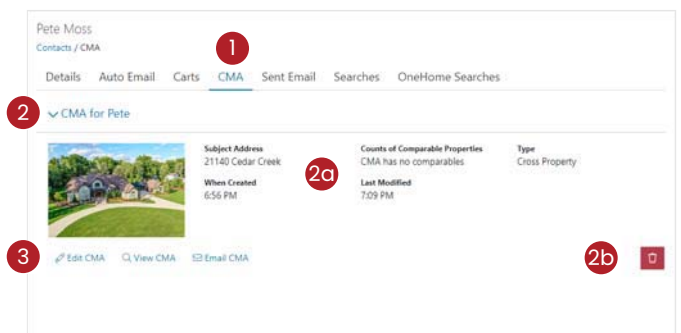 Pete Moss
Contacts / CMA
1
Details Auto Email Carts CMA Sent Email Searches OneHome Searches
2 CMA for Pete
Subject Address Counts of Comparable Properties Type
21140 Cedar Creek 2a CMA has no comparables Cross Property
When Created Last Modified
6:56 PM 7:09 PM
3 Edit CMA View CMA Email CMA 2b